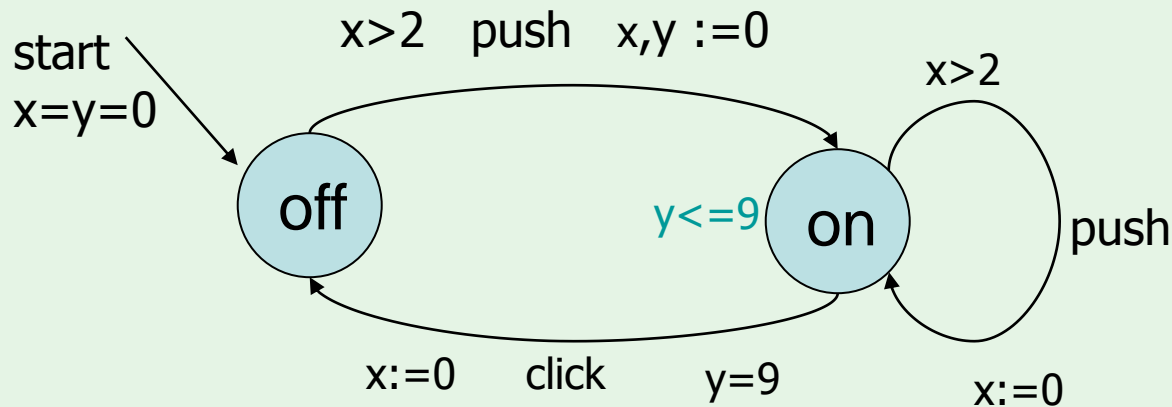 x>2 push x,y :=0
start
x=y=0
x>2
off
y<=9
on
push
x:=0 click y=9
x:=0